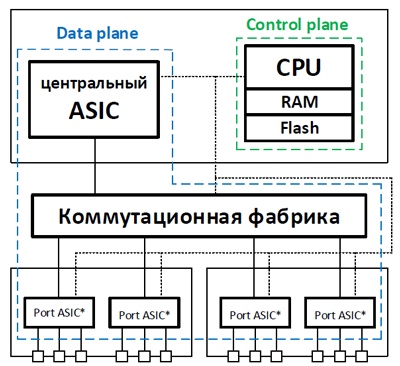 Data plane
Control plane
центральный
ASIC
CPU
RAM
Flash
Коммутационная фабрика
Port ASIC*
Port ASIC*
Port ASIC*
Port ASIC*